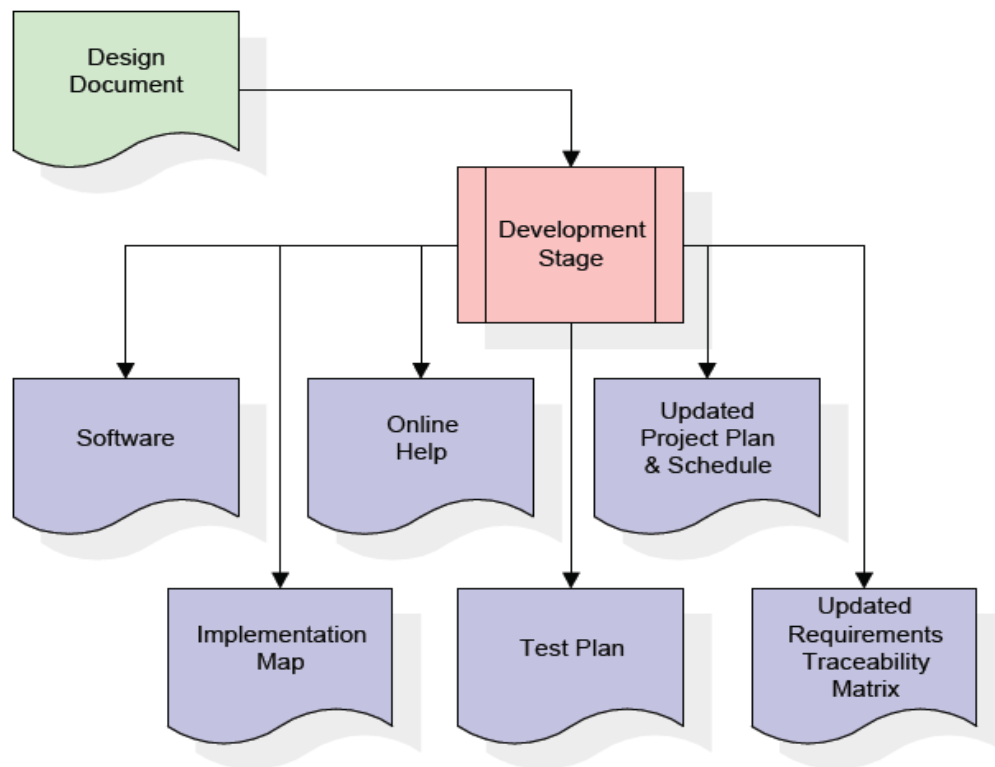 Design
Document
Development
Stage
Software
Online
Help
Updated
Project Plan
& Schedule
Implementation
Map
Test Plan
Updated
Requirements
Traceability
Matrix